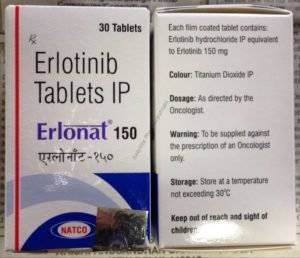 30 Tablets
Rx
Erlotinib
Tablets IP
Erlonat® 150
एरलोनॅट-१५०
NATCO
Each film coated tablet contains:
Erlotinib hydrochloride IP equivalent
to Erlotinib 150 mg
Colour: Titanium Dioxide IP
Dosage: As directed by the
Oncologist.
Warning: To be supplied against
the prescription of an Oncologist
only.
Storage: Store at a temperature
not exceeding 30°C
Keep out of reach and sight of
children.